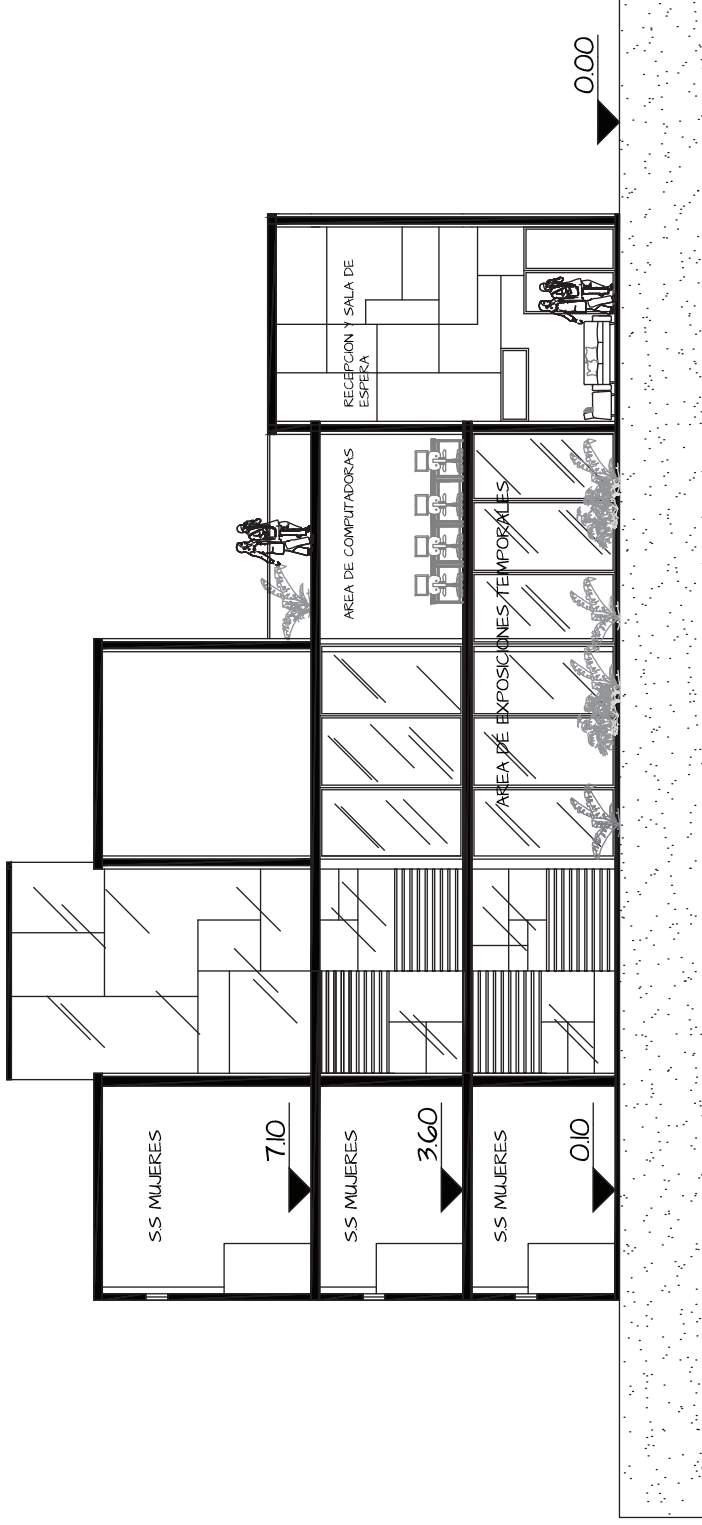 S.S MUJERES
7.10
S.S MUJERES
3.60
S.S MUJERES
0.10
AREA DE COMPUTADORAS
AREA DE EXPOSICIONES TEMPORALES
RECEPCION Y SALA DE
ESPERA
0.00